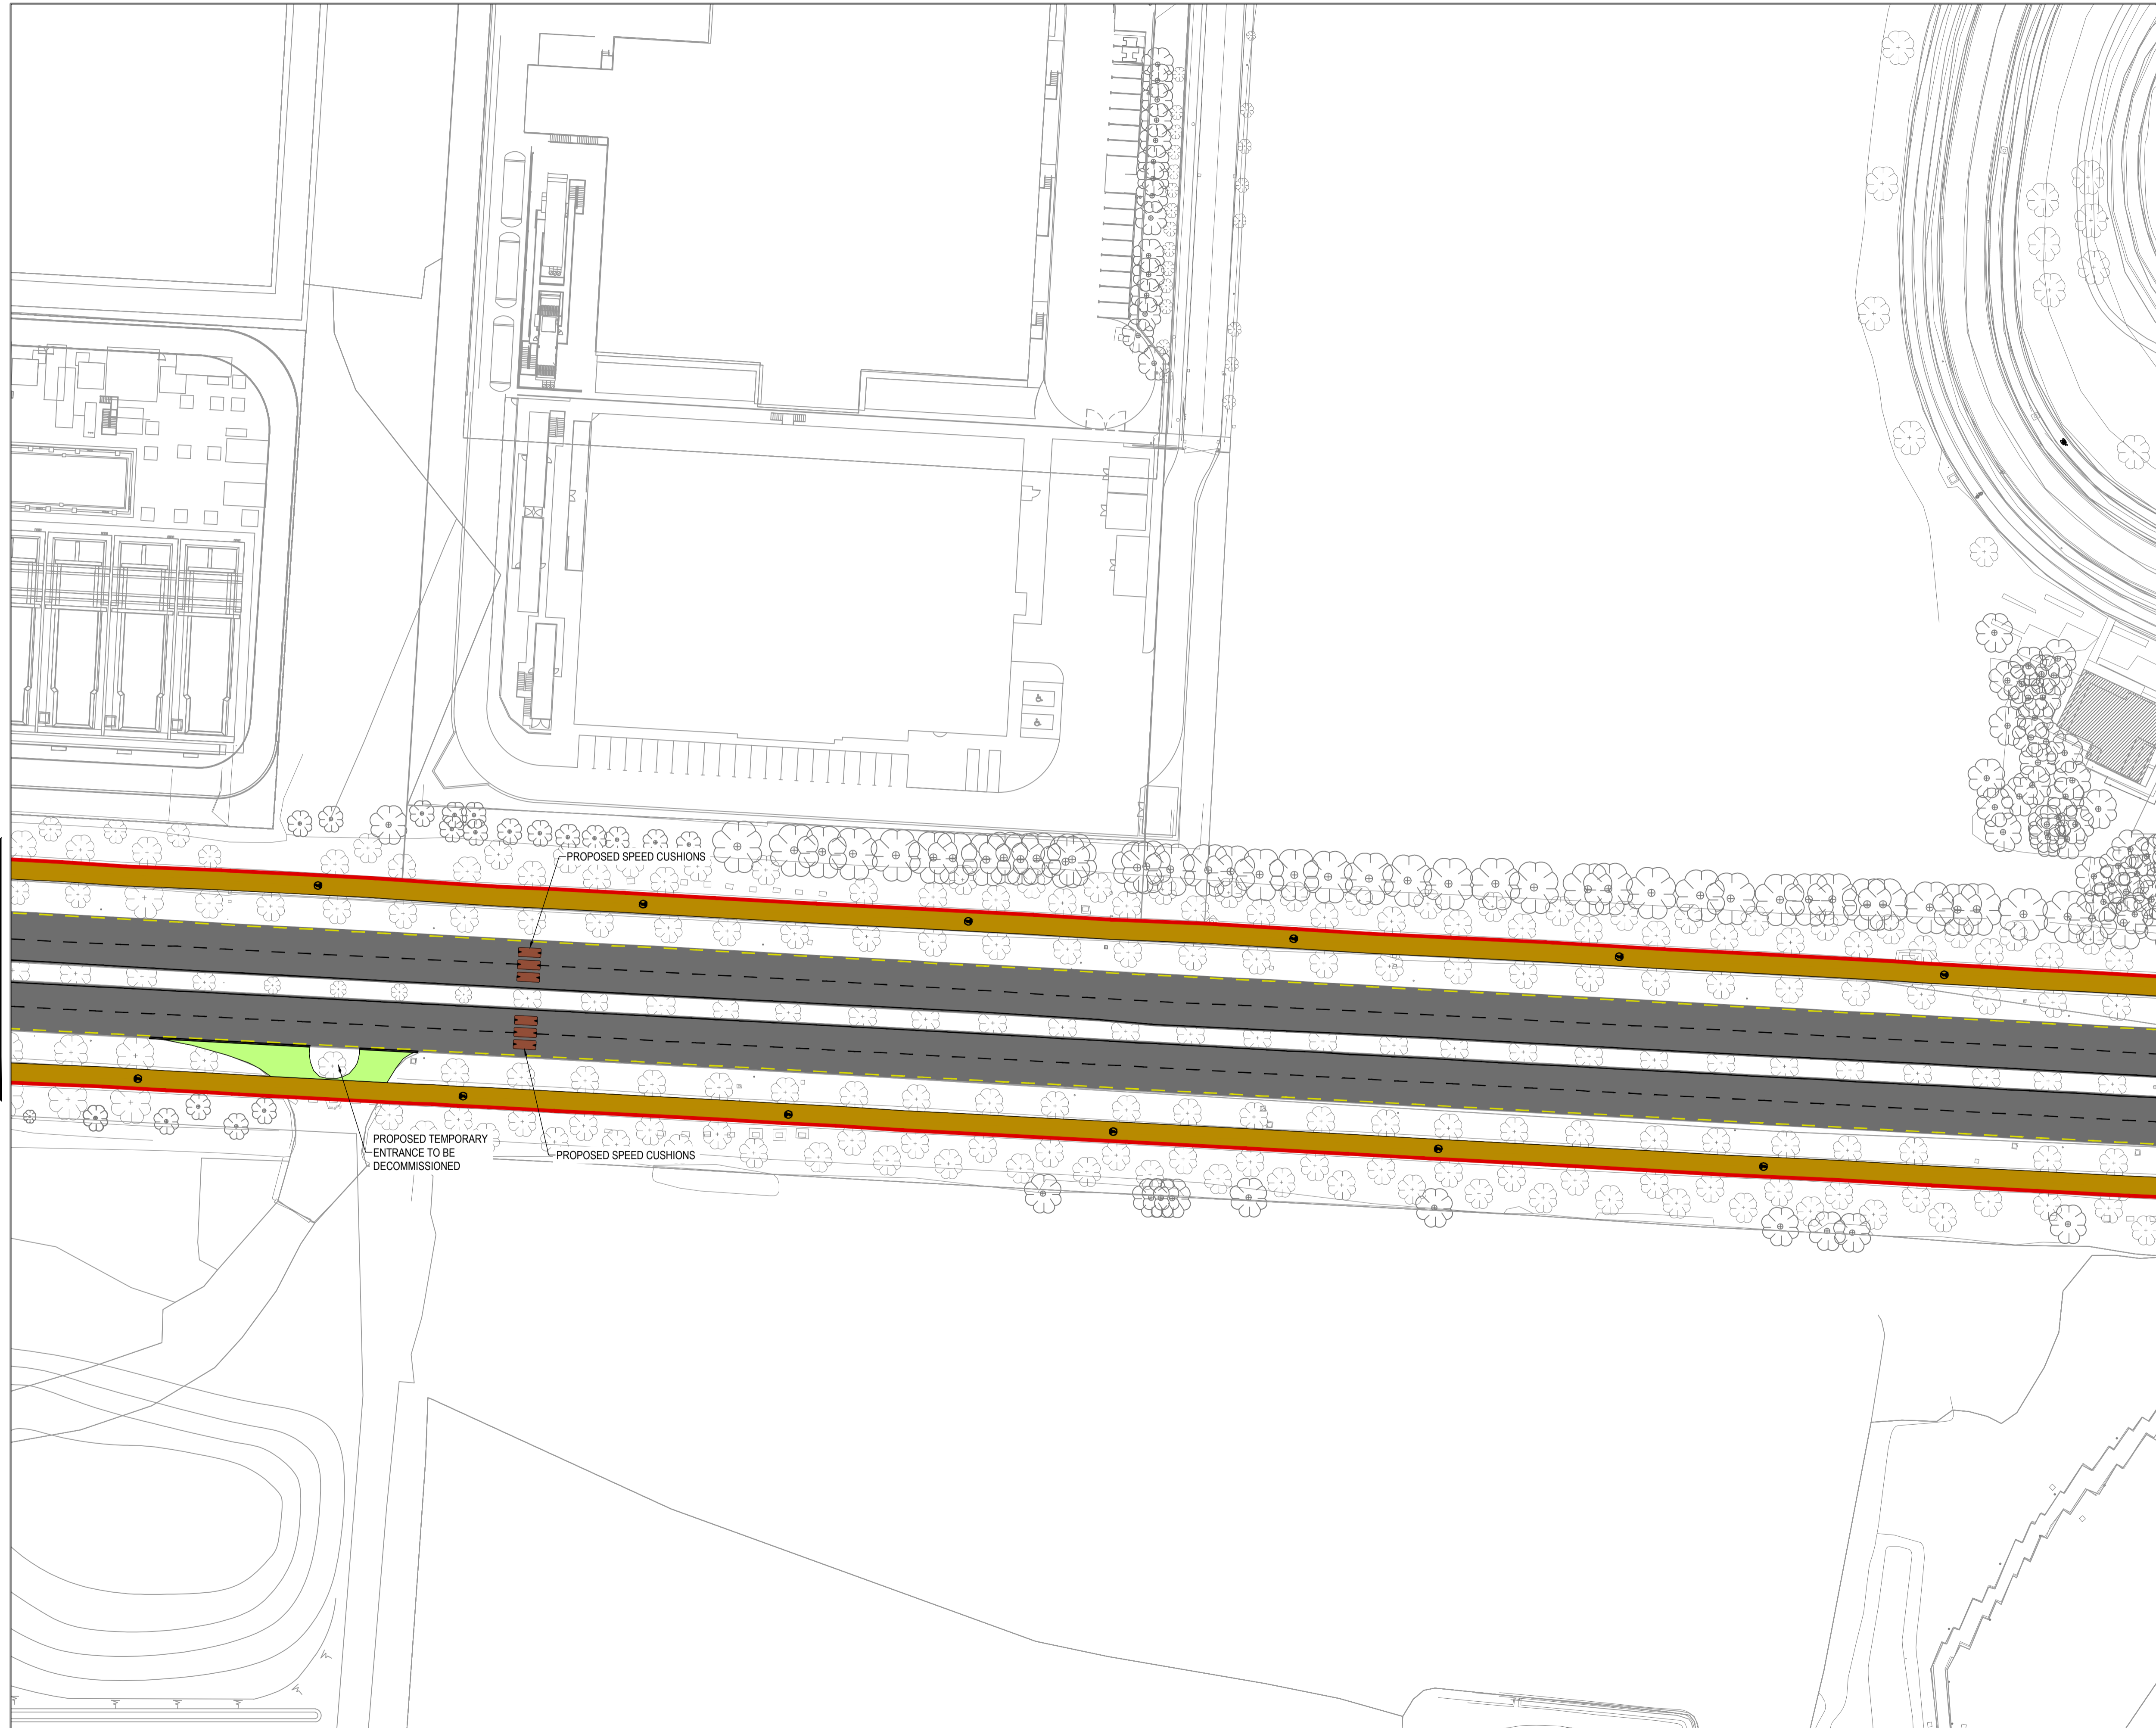 PROPOSED SPEED CUSHIONS
PROPOSED TEMPORARY
ENTRANCE TO BE
DECOMMISSIONED
PROPOSED SPEED CUSHIONS